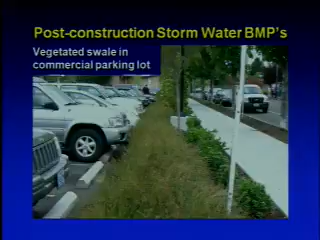 Post-construction Storm Water BMP's
Vegetated swale in
commercial parking lot